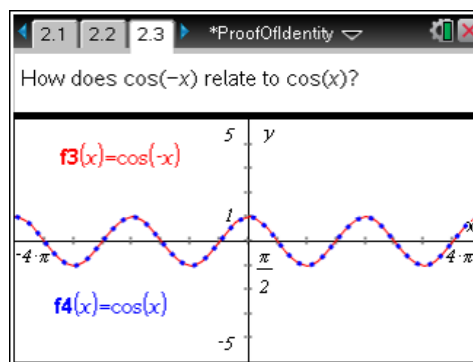 2.1 2.2 2.3 *ProofOfIdentity
How does cos(-x) relate to cos(x)?
5 y
f3(x)=cos(-x)
1
x
-4·π π/2 4·π
f4(x)=cos(x)
-5